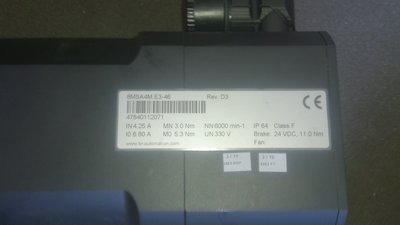 8MSA4M.E3-46 Rev. D3
47840112071
IN 4.25 A MN 3.0 Nm NN 6000 min-1 IP 64 Class F
I0 6.80 A M0 5.3 Nm UN 330 V Brake: 24 VDC, 11.0 Nm
www.br-automation.com Fan:
CE